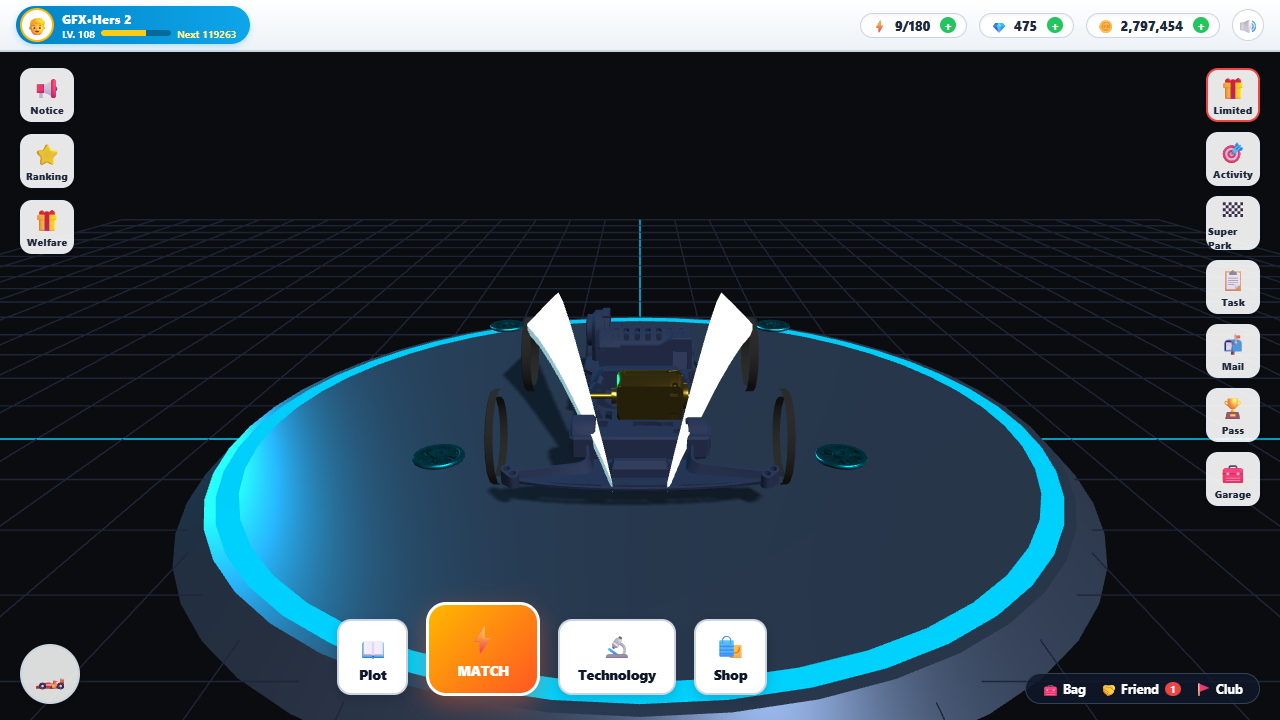 GFX•Hers 2
LV. 108
Next 119263
9/180
+
475
+
2,797,454
+
Notice
Ranking
Welfare
Limited
Activity
Super
Park
Task
Mail
Pass
Garage
Plot
MATCH
Technology
Shop
Bag
Friend
1
Club